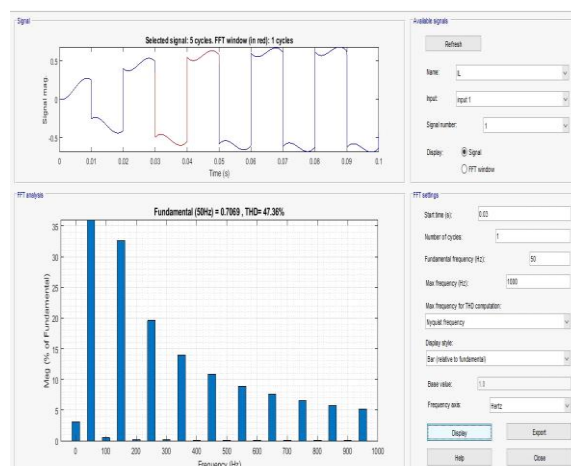 Signal
Selected signal: 5 cycles. FFT window (in red): 1 cycles
Signal mag.
0.5
0
-0.5
0 0.01 0.02 0.03 0.04 0.05 0.06 0.07 0.08 0.09 0.1
Time (s)
FFT analysis
Fundamental (50Hz) = 0.7069 , THD= 47.36%
Mag (% of Fundamental)
35
30
25
20
15
10
5
0
0 100 200 300 400 500 600 700 800 900 1000
Frequency (Hz)
Available signals
Refresh
Name: IL
Input: input 1
Signal number: 1
Display: Signal
FFT window
FFT settings
Start time (s): 0.03
Number of cycles: 1
Fundamental frequency (Hz): 50
Max frequency (Hz): 1000
Max frequency for THD computation:
Nyquist frequency
Display style:
Bar (relative to fundamental)
Base value: 1.0
Frequency axis: Hertz
Display Export
Help Close